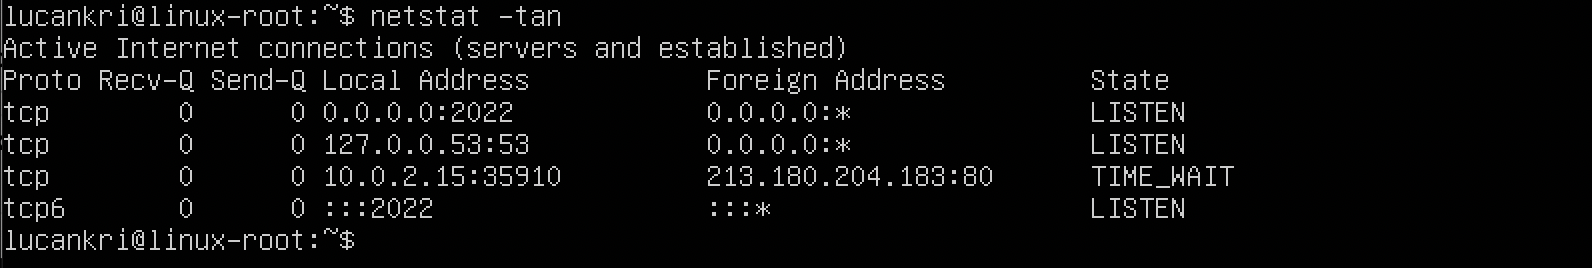 lucankri@linux-root:~$ netstat -tan
Active Internet connections (servers and established)
Proto Recv-Q Send-Q Local Address           Foreign Address         State
tcp        0      0 0.0.0.0:2022            0.0.0.0:*               LISTEN
tcp        0      0 127.0.0.53:53           0.0.0.0:*               LISTEN
tcp        0      0 10.0.2.15:35910         213.180.204.183:80      TIME_WAIT
tcp6       0      0 :::2022                 :::*                    LISTEN
lucankri@linux-root:~$